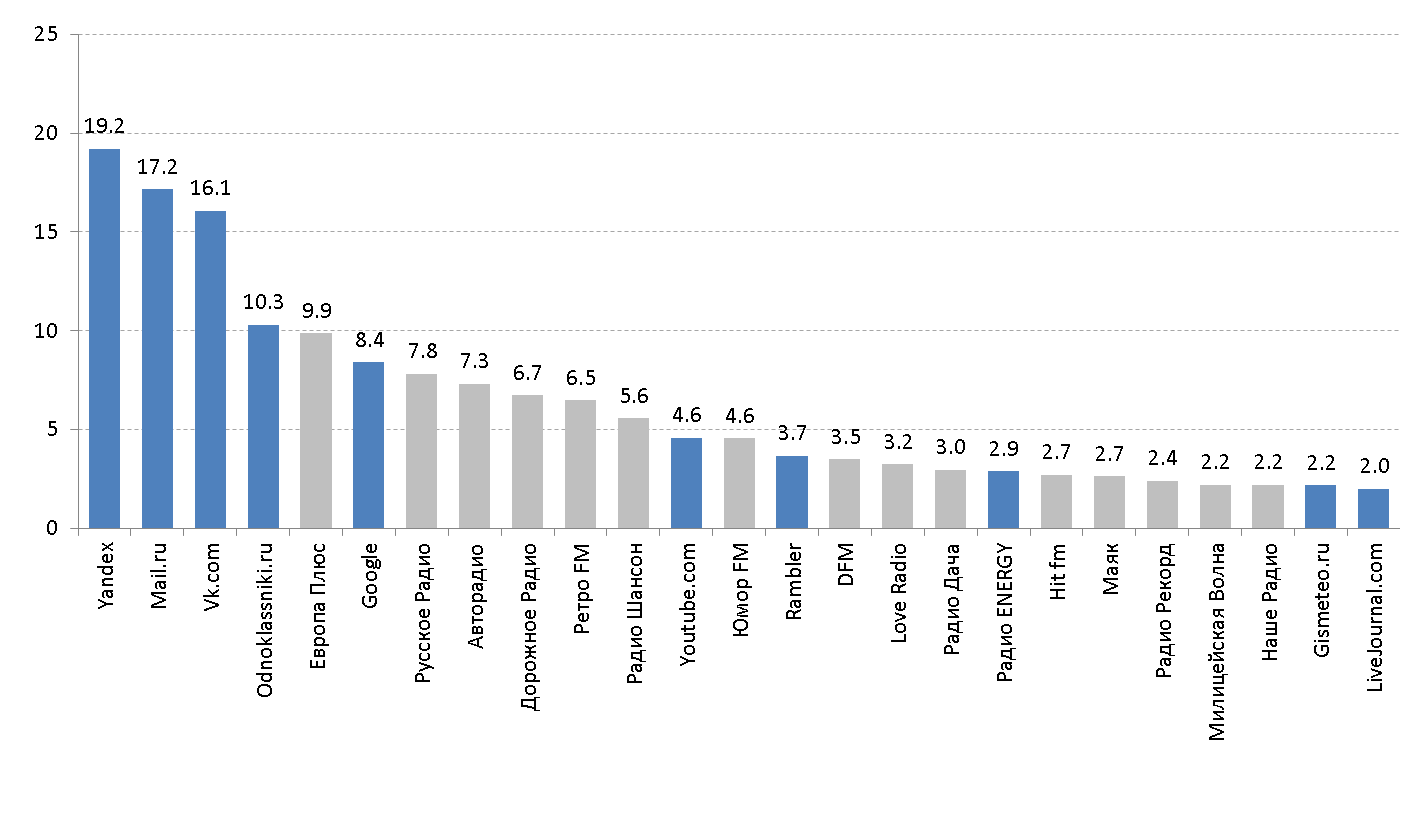 25
20
15
10
5
0
19.2
17.2
16.1
10.3
9.9
8.4
7.8
7.3
6.7
6.5
5.6
4.6
4.6
3.7
3.5
3.2
3.0
2.9
2.7
2.7
2.4
2.2
2.2
2.2
2.0
Yandex
Mail.ru
Vk.com
Odnoklassniki.ru
Европа Плюс
Google
Русское Радио
Авторадио
Дорожное Радио
Ретро FM
Радио Шансон
Youtube.com
Юмор FM
Rambler
DFM
Love Radio
Радио Дача
Радио ENERGY
Hit fm
Маяк
Радио Рекорд
Милицейская Волна
Наше Радио
Gismeteo.ru
LiveJournal.com